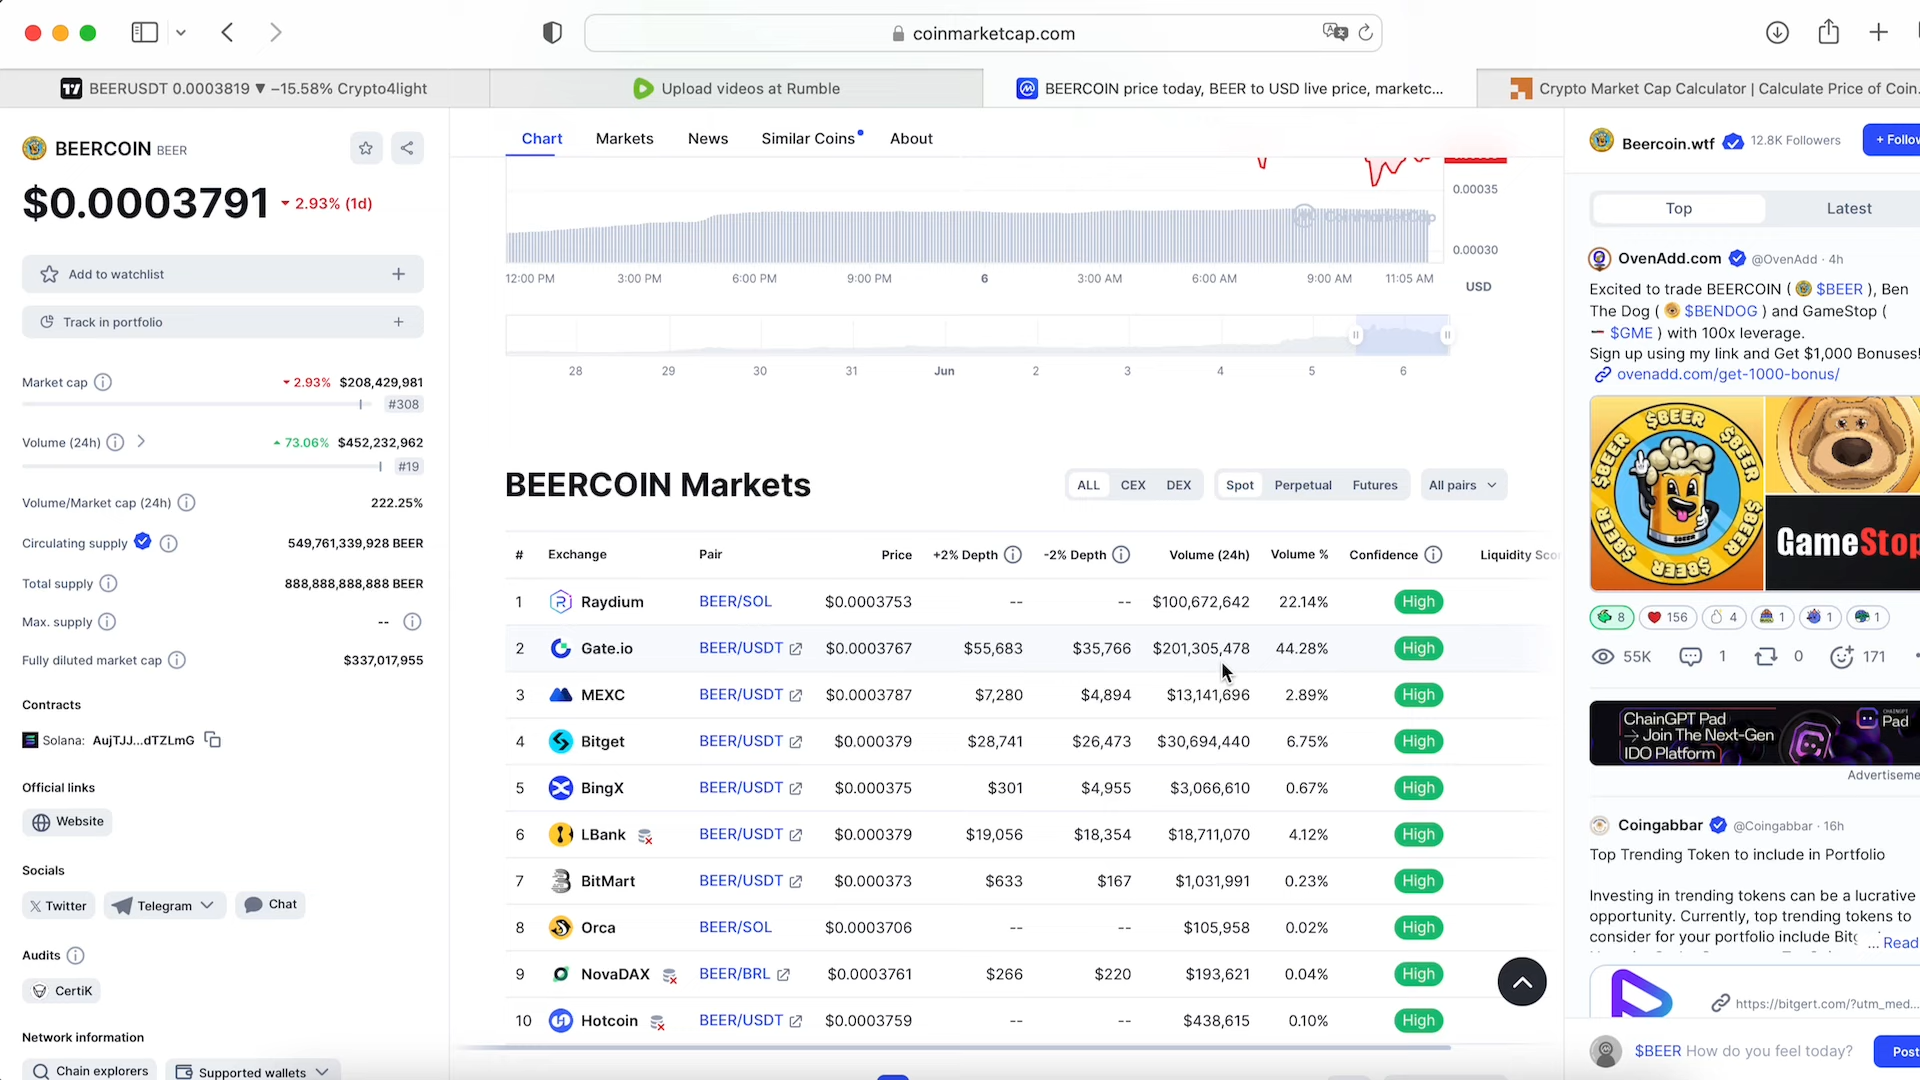 coinmarketcap.com
BEERUSDT 0.0003819 ▼ −15.58% Crypto4light
Upload videos at Rumble
BEERCOIN price today, BEER to USD live price, marketc...
Crypto Market Cap Calculator | Calculate Price of Coin
BEERCOIN BEER
$0.0003791 2.93% (1d)
Add to watchlist
Track in portfolio
Market cap 2.93% $208,429,981
#308
Volume (24h) 73.06% $452,232,962
#19
Volume/Market cap (24h) 222.25%
Circulating supply 549,761,339,928 BEER
Total supply 888,888,888,888 BEER
Max. supply --
Fully diluted market cap $337,017,955
Contracts
Solana: AujTJJ...dTZLmG
Official links
Website
Socials
Twitter Telegram Chat
Audits
CertiK
Network information
Chain explorers Supported wallets
Chart Markets News Similar Coins About
0.00035
CoinMarketCap
0.00030
12:00 PM 3:00 PM 6:00 PM 9:00 PM 6 3:00 AM 6:00 AM 9:00 AM 11:05 AM
USD
28 29 30 31 Jun 2 3 4 5 6
BEERCOIN Markets
ALL CEX DEX Spot Perpetual Futures All pairs
# Exchange Pair Price +2% Depth -2% Depth Volume (24h) Volume % Confidence Liquidity
1 Raydium BEER/SOL $0.0003753 -- -- $100,672,642 22.14% High
2 Gate.io BEER/USDT $0.0003767 $55,683 $35,766 $201,305,478 44.28% High
3 MEXC BEER/USDT $0.0003787 $7,280 $4,894 $13,141,696 2.89% High
4 Bitget BEER/USDT $0.000379 $28,741 $26,473 $30,694,440 6.75% High
5 BingX BEER/USDT $0.000375 $301 $4,955 $3,066,610 0.67% High
6 LBank BEER/USDT $0.000379 $19,056 $18,354 $18,711,070 4.12% High
7 BitMart BEER/USDT $0.000373 $633 $167 $1,031,991 0.23% High
8 Orca BEER/SOL $0.0003706 -- -- $105,958 0.02% High
9 NovaDAX BEER/BRL $0.0003761 $266 $220 $193,621 0.04% High
10 Hotcoin BEER/USDT $0.0003759 -- -- $438,615 0.10% High
Beercoin.wtf 12.8K Followers + Follow
Top Latest
OvenAdd.com @OvenAdd · 4h
Excited to trade BEERCOIN ( $BEER ), Ben
The Dog ( $BENDOG ) and GameStop (
$GME ) with 100x leverage.
Sign up using my link and Get $1,000 Bonuses!
ovenadd.com/get-1000-bonus/
$BEER $BEER $BEER $BEER $BEER
GameStop
8 156 4 1 1 1
55K 1 0 171
ChainGPT Pad
→ Join The Next-Gen
IDO Platform
CHAINGPT
Pad
Advertiseme
Coingabbar @Coingabbar · 16h
Top Trending Token to include in Portfolio
Investing in trending tokens can be a lucrative
opportunity. Currently, top trending tokens to
consider for your portfolio include Bitg ... Read
https://bitgert.com/?utm_med...
$BEER How do you feel today? Post